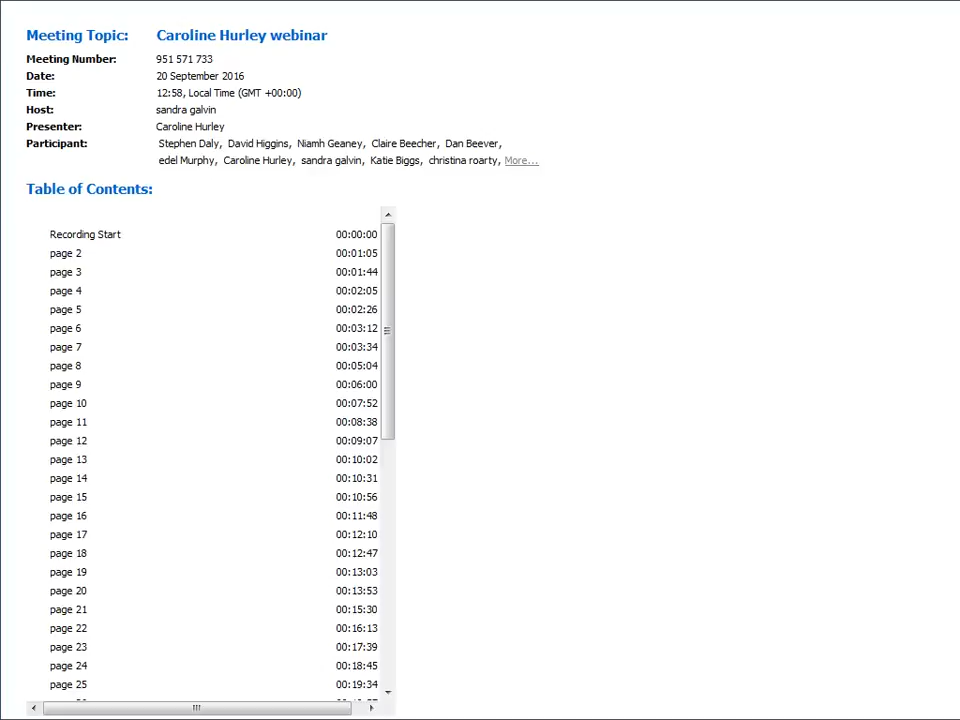 Meeting Topic: Caroline Hurley webinar
Meeting Number: 951 571 733
Date: 20 September 2016
Time: 12:58, Local Time (GMT +00:00)
Host: sandra galvin
Presenter: Caroline Hurley
Participant: Stephen Daly, David Higgins, Niamh Geaney, Claire Beecher, Dan Beever,
edel Murphy, Caroline Hurley, sandra galvin, Katie Biggs, christina roarty, More...
Table of Contents:
Recording Start 00:00:00
page 2 00:01:05
page 3 00:01:44
page 4 00:02:05
page 5 00:02:26
page 6 00:03:12
page 7 00:03:34
page 8 00:05:04
page 9 00:06:00
page 10 00:07:52
page 11 00:08:38
page 12 00:09:07
page 13 00:10:02
page 14 00:10:31
page 15 00:10:56
page 16 00:11:48
page 17 00:12:10
page 18 00:12:47
page 19 00:13:03
page 20 00:13:53
page 21 00:15:30
page 22 00:16:13
page 23 00:17:39
page 24 00:18:45
page 25 00:19:34